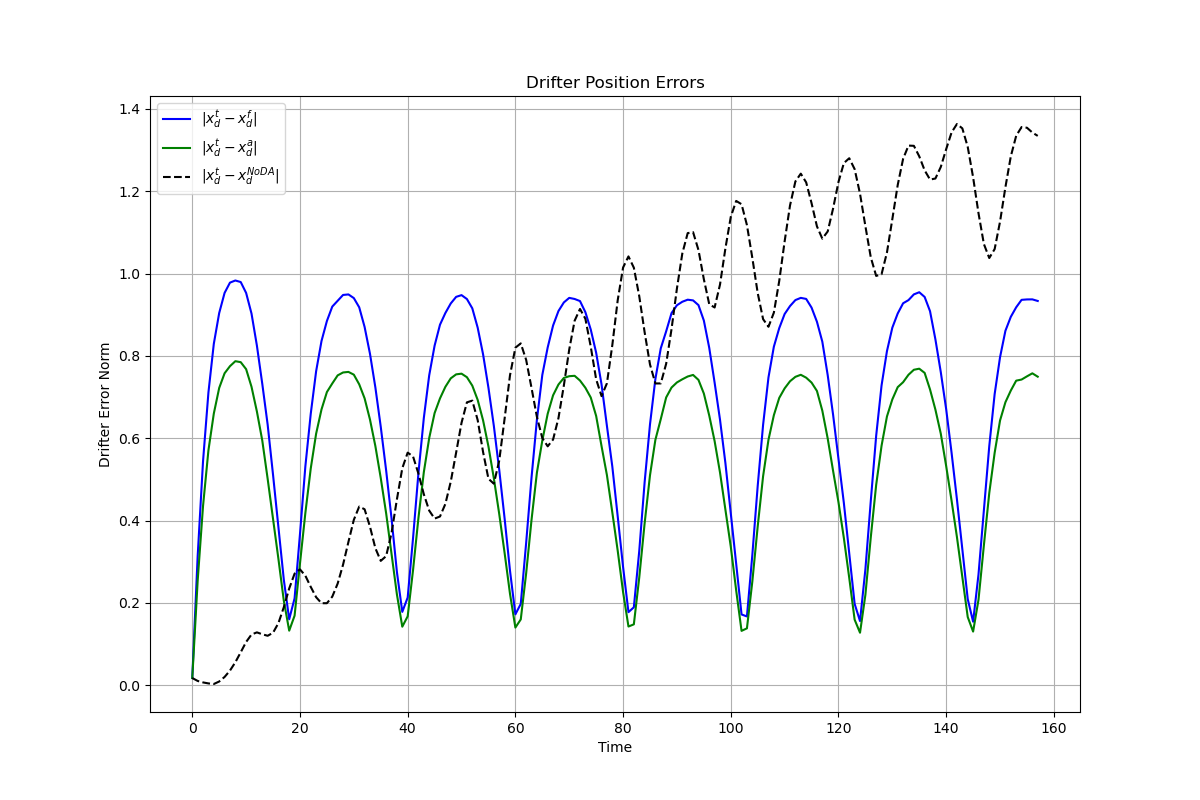 Drifter Position Errors
|x_d^t − x_d^f|
|x_d^t − x_d^a|
|x_d^t − x_d^{NoDA}|
Drifter Error Norm
1.4
1.2
1.0
0.8
0.6
0.4
0.2
0.0
0 20 40 60 80 100 120 140 160
Time